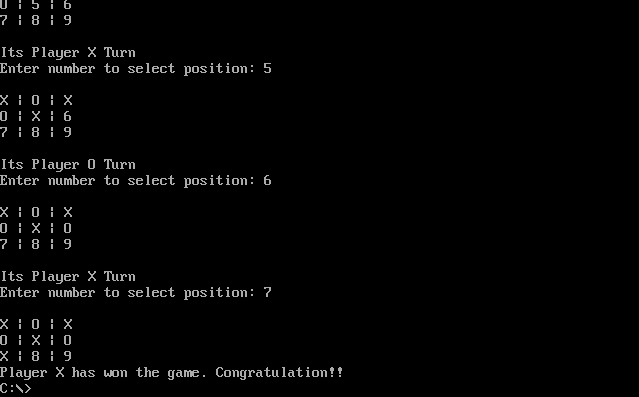 O ¦ 5 ¦ 6
7 ¦ 8 ¦ 9
Its Player X Turn
Enter number to select position: 5
X ¦ O ¦ X
O ¦ X ¦ 6
7 ¦ 8 ¦ 9
Its Player O Turn
Enter number to select position: 6
X ¦ O ¦ X
O ¦ X ¦ O
7 ¦ 8 ¦ 9
Its Player X Turn
Enter number to select position: 7
X ¦ O ¦ X
O ¦ X ¦ O
X ¦ 8 ¦ 9
Player X has won the game. Congratulation!!
C:\>